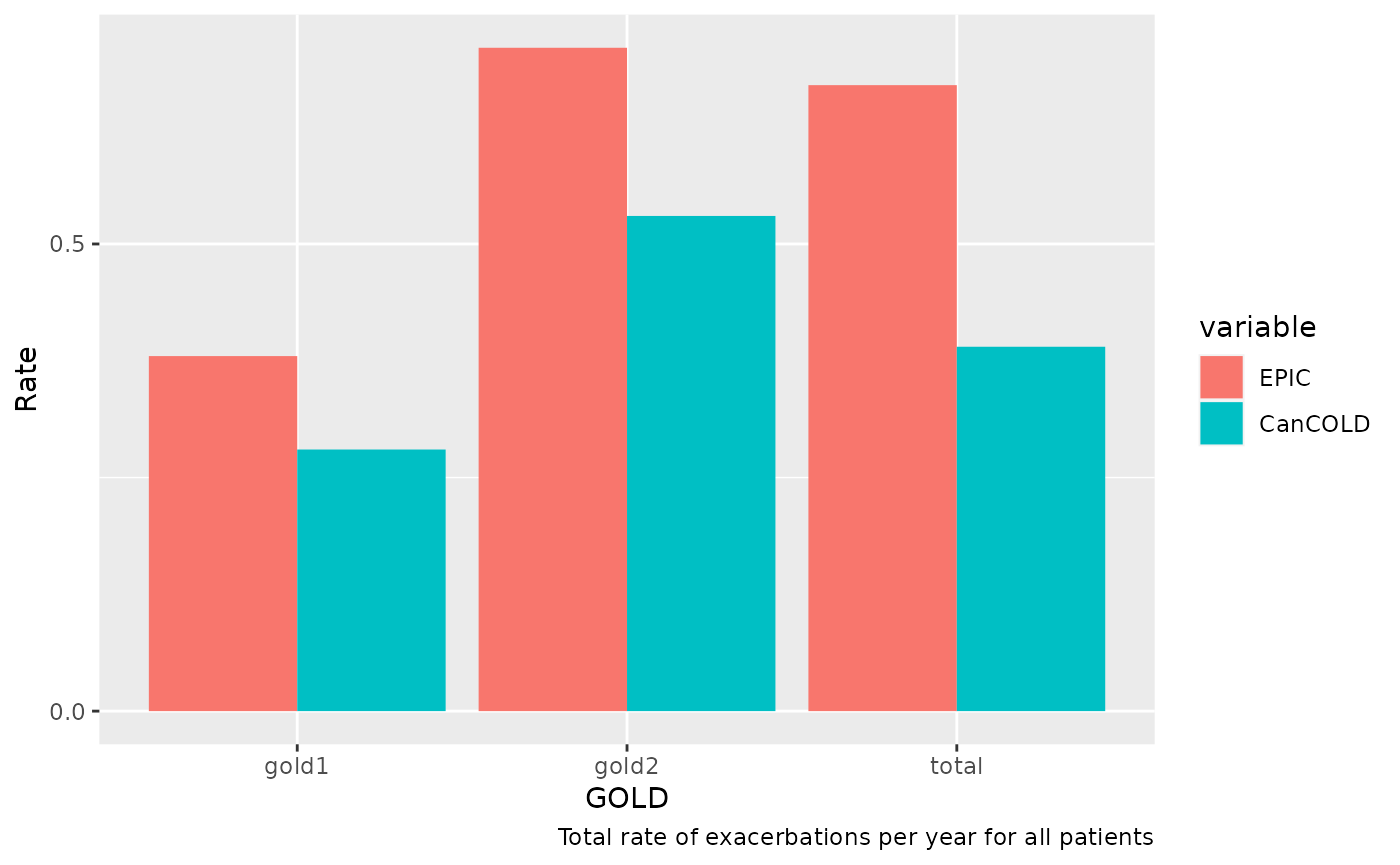 Rate
0.5
0.0
gold1
gold2
total
GOLD
Total rate of exacerbations per year for all patients
variable
EPIC
CanCOLD